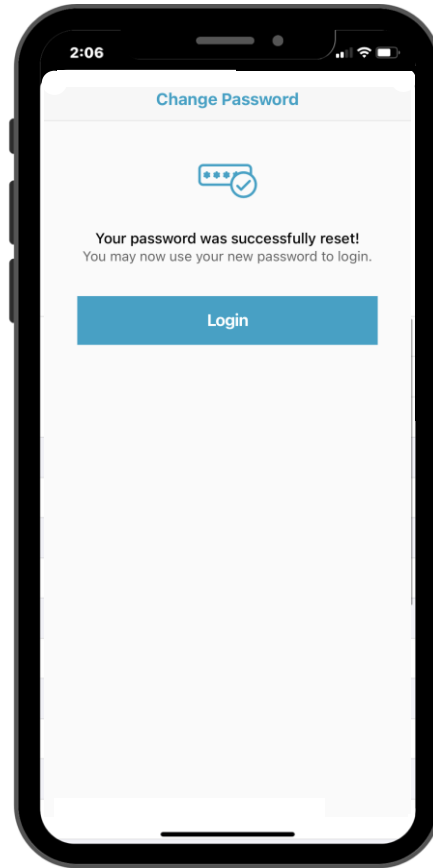 2:06
Change Password
****
Your password was successfully reset!
You may now use your new password to login.
Login